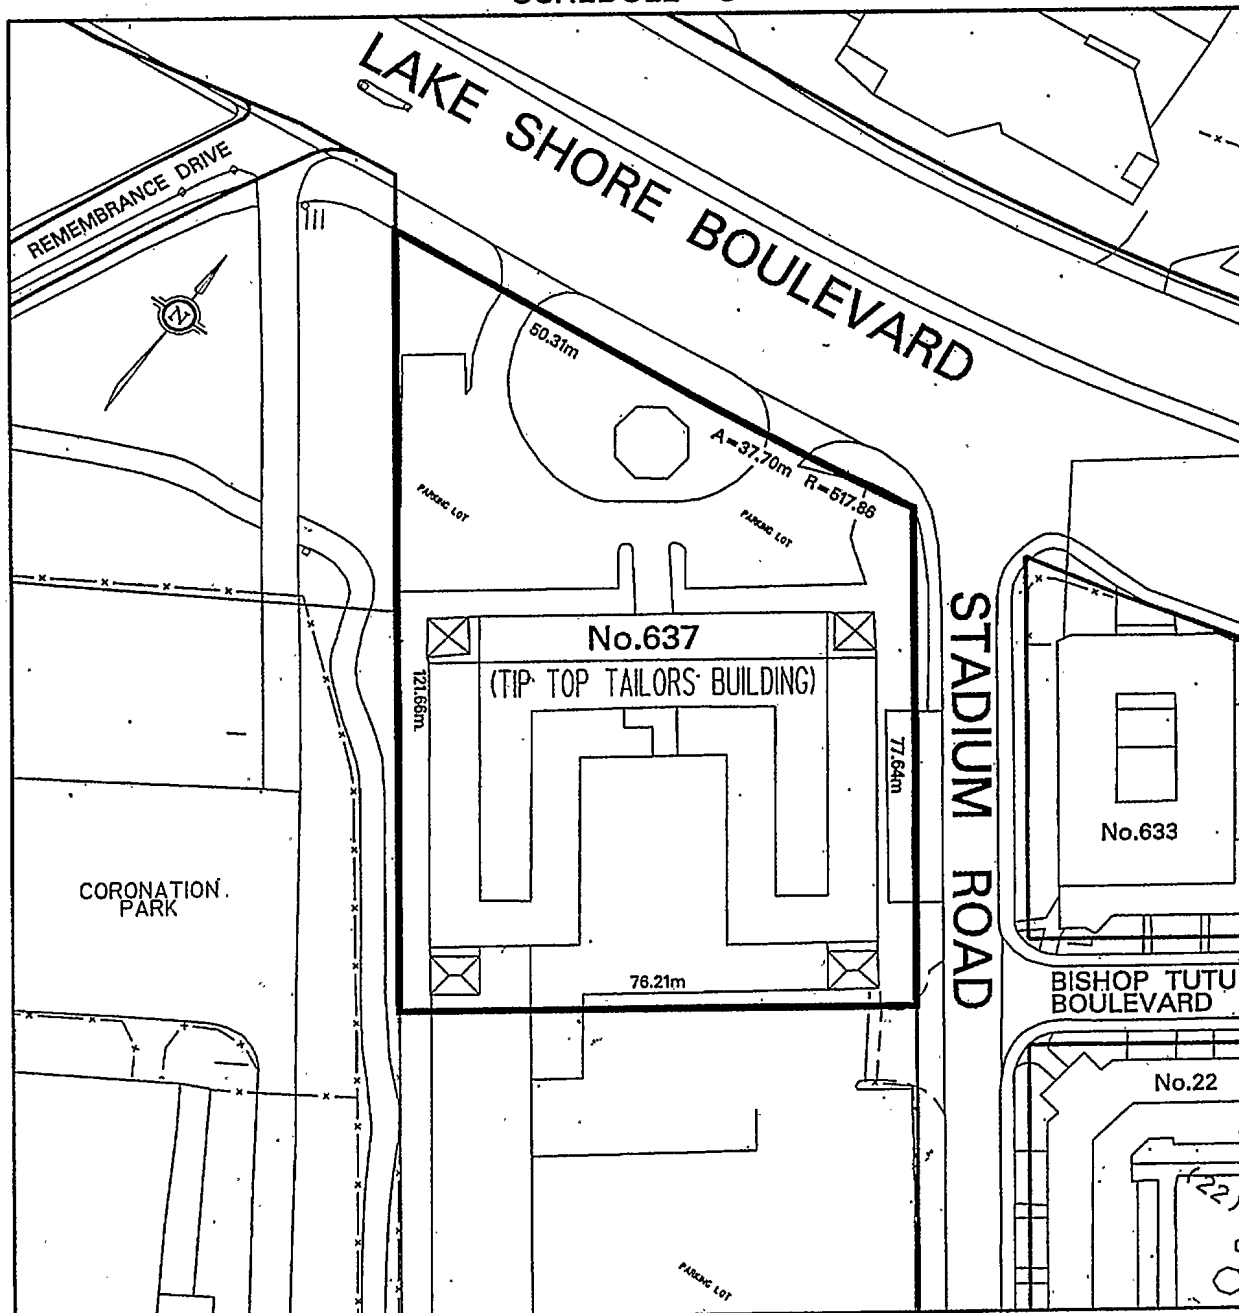 LAKE SHORE BOULEVARD
REMEMBRANCE DRIVE
N
50.31m
A=37.70m R=517.86
PARKING LOT
PARKING LOT
STADIUM ROAD
No.637
(TIP TOP TAILORS BUILDING)
121.66m.
77.64m
No.633
CORONATION
PARK
76.21m
BISHOP TUTU
BOULEVARD
No.22
(22)
PARKING LOT